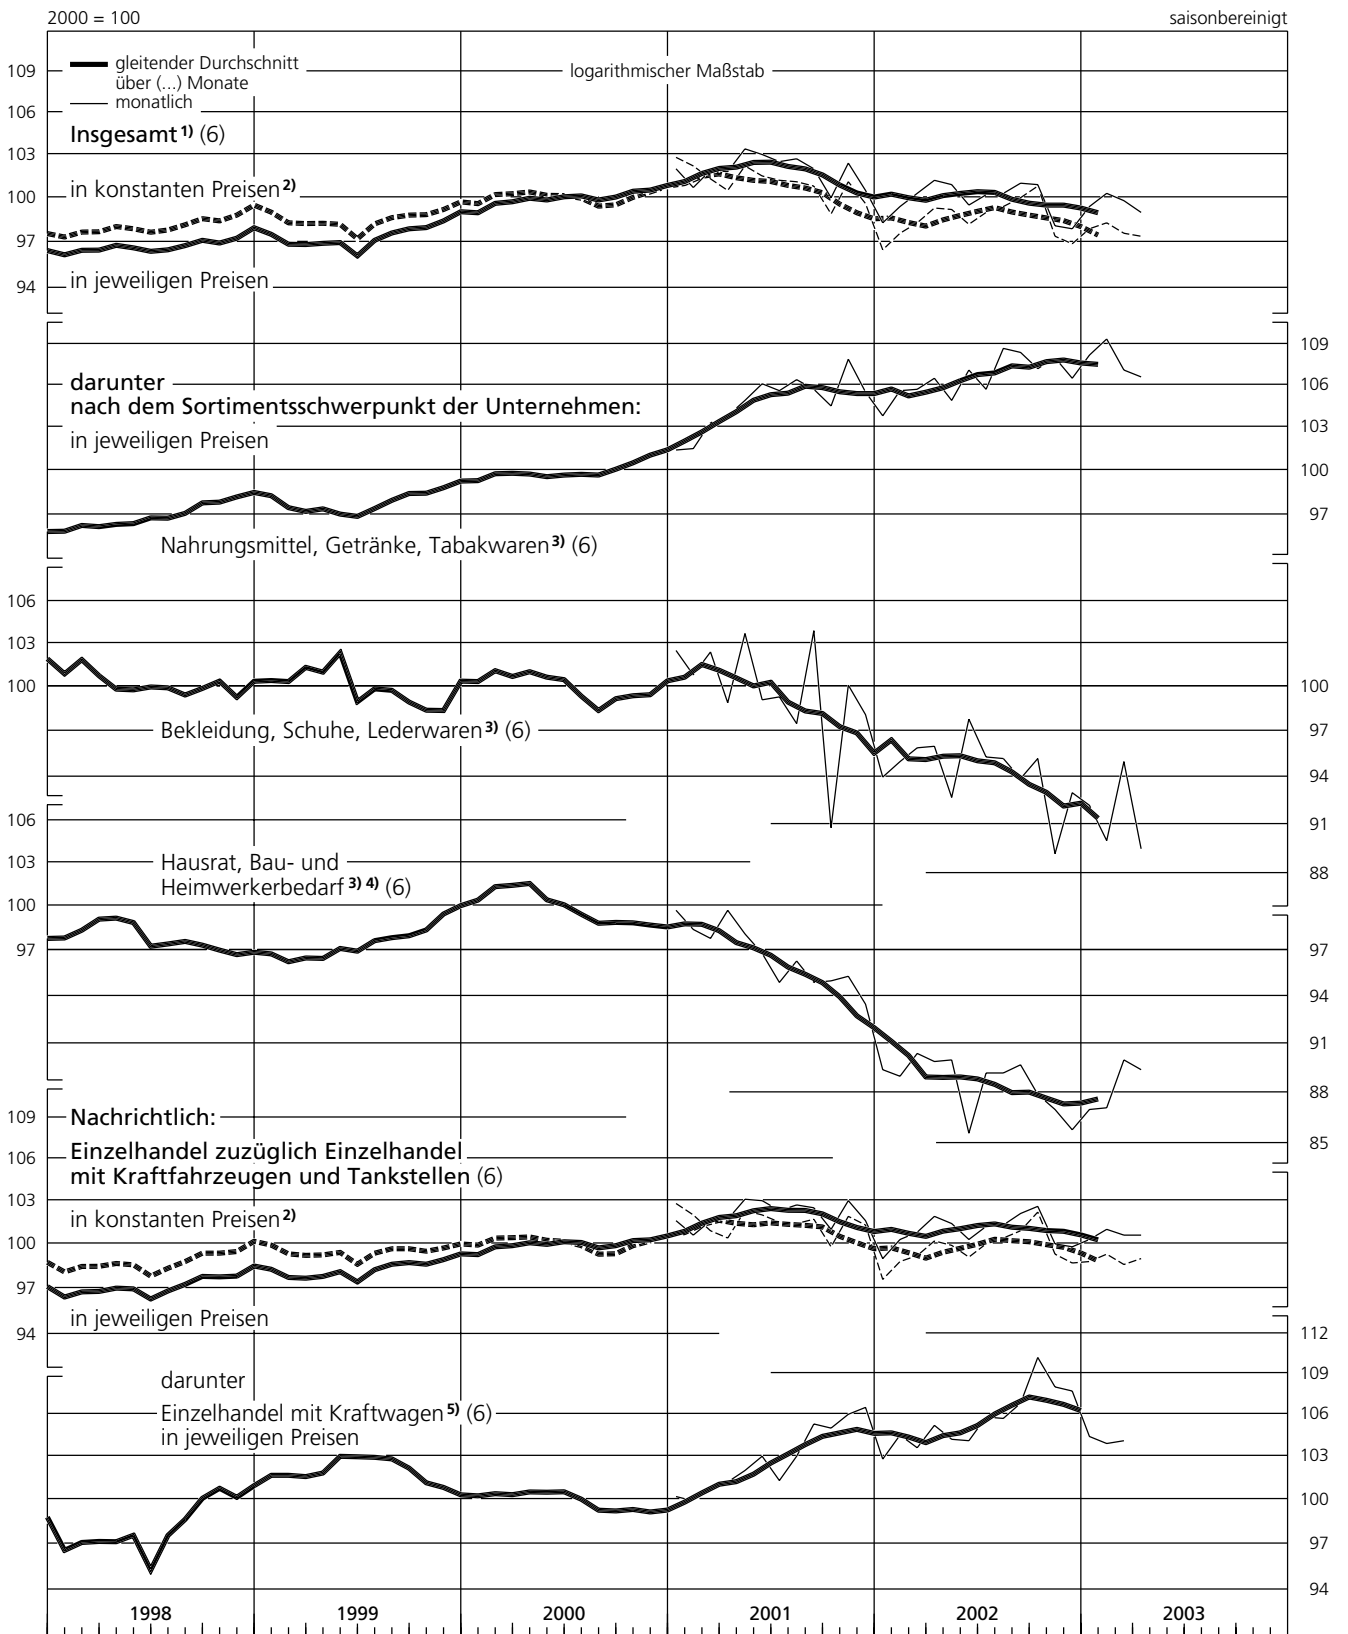 2000 = 100
saisonbereinigt
gleitender Durchschnitt
über (...) Monate
monatlich
logarithmischer Maßstab
109
106
103
100
97
94
Insgesamt 1) (6)
in konstanten Preisen 2)
in jeweiligen Preisen
109
106
103
100
97
darunter
nach dem Sortimentsschwerpunkt der Unternehmen:
in jeweiligen Preisen
Nahrungsmittel, Getränke, Tabakwaren 3) (6)
106
103
100
100
97
94
91
88
Bekleidung, Schuhe, Lederwaren 3) (6)
106
103
100
97
97
94
91
88
85
Hausrat, Bau- und
Heimwerkerbedarf 3) 4) (6)
109
106
103
100
97
94
Nachrichtlich:
Einzelhandel zuzüglich Einzelhandel
mit Kraftfahrzeugen und Tankstellen (6)
in konstanten Preisen 2)
in jeweiligen Preisen
112
109
106
103
100
97
94
darunter
Einzelhandel mit Kraftwagen 5) (6)
in jeweiligen Preisen
1998
1999
2000
2001
2002
2003